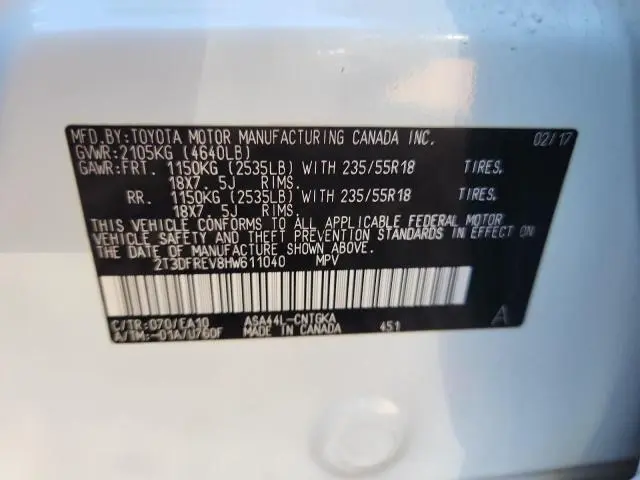 MFD.BY:TOYOTA MOTOR MANUFACTURING CANADA INC. 02/17
GVWR:2105KG (4640LB)
GAWR:FRT. 1150KG (2535LB) WITH 235/55R18 TIRES.
18X7.5J RIMS.
RR. 1150KG (2535LB) WITH 235/55R18 TIRES.
18X7.5J RIMS.
THIS VEHICLE CONFORMS TO ALL APPLICABLE FEDERAL MOTOR
VEHICLE SAFETY AND THEFT PREVENTION STANDARDS IN EFFECT ON
THE DATE OF MANUFACTURE SHOWN ABOVE.
2T3DFREV8HW611040 MPV
C/TR:070/EA10 ASA44L-CNTGKA
A/TM:-01A/U760F MADE IN CANADA 451 A